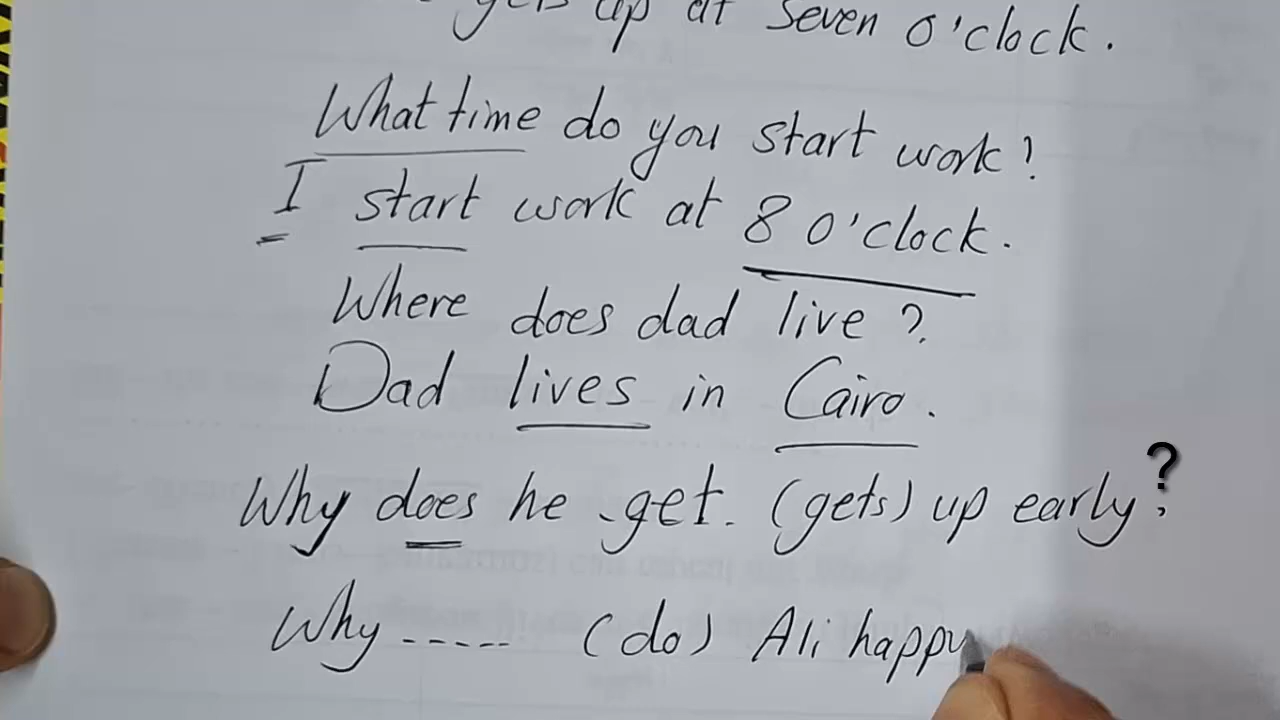 gets up at seven o'clock.
What time do you start work?
I start work at 8 o'clock.
Where does dad live?
Dad lives in Cairo.
Why does he get. (gets) up early?
Why ----- (do) Ali happy